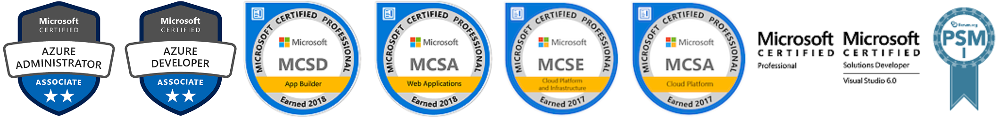 Microsoft
CERTIFIED
AZURE
ADMINISTRATOR
ASSOCIATE
Microsoft
CERTIFIED
AZURE
DEVELOPER
ASSOCIATE
MICROSOFT CERTIFIED PROFESSIONAL
Microsoft
MCSD
App Builder
Earned 2018
MICROSOFT CERTIFIED PROFESSIONAL
Microsoft
MCSA
Web Applications
Earned 2018
MICROSOFT CERTIFIED PROFESSIONAL
Microsoft
MCSE
Cloud Platform
and Infrastructure
Earned 2017
MICROSOFT CERTIFIED PROFESSIONAL
Microsoft
MCSA
Cloud Platform
Earned 2017
Microsoft
CERTIFIED
Professional
Microsoft
CERTIFIED
Solutions Developer
Visual Studio 6.0
Scrum.org
PSM
I